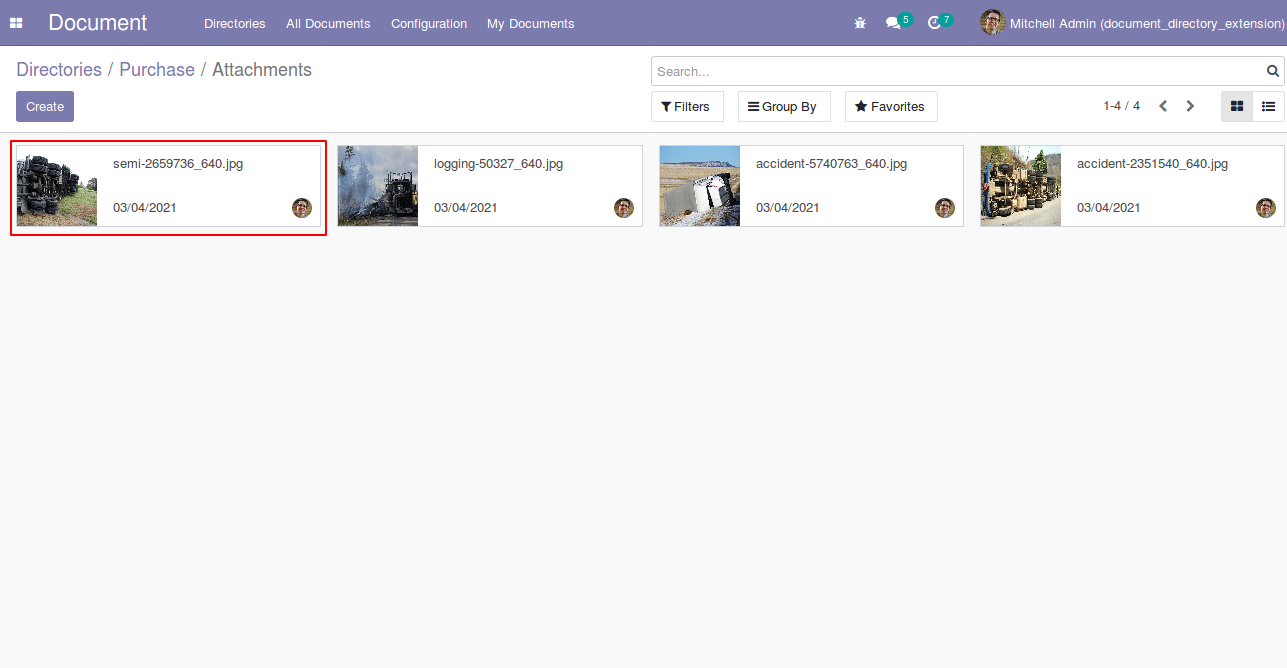 Document Directories All Documents Configuration My Documents 5 7 Mitchell Admin (document_directory_extension)
Directories / Purchase / Attachments
Search...
Create
Filters Group By Favorites 1-4 / 4
semi-2659736_640.jpg
03/04/2021
logging-50327_640.jpg
03/04/2021
accident-5740763_640.jpg
03/04/2021
accident-2351540_640.jpg
03/04/2021